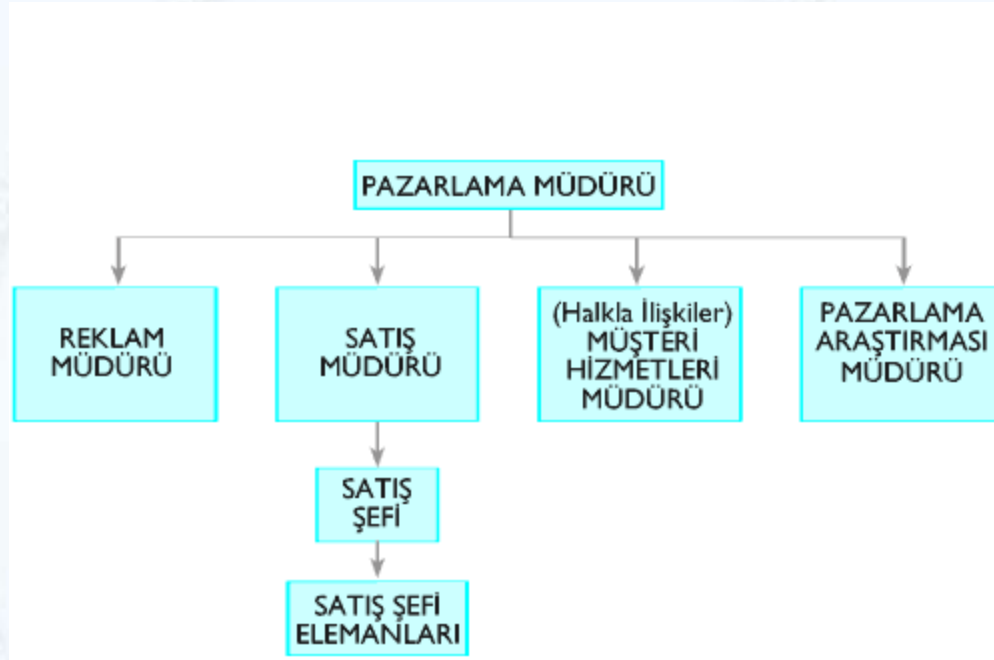 PAZARLAMA MÜDÜRÜ
REKLAM
MÜDÜRÜ
SATIŞ
MÜDÜRÜ
(Halkla İlişkiler)
MÜŞTERİ
HİZMETLERİ
MÜDÜRÜ
PAZARLAMA
ARAŞTIRMASI
MÜDÜRÜ
SATIŞ
ŞEFİ
SATIŞ ŞEFİ
ELEMANLARI